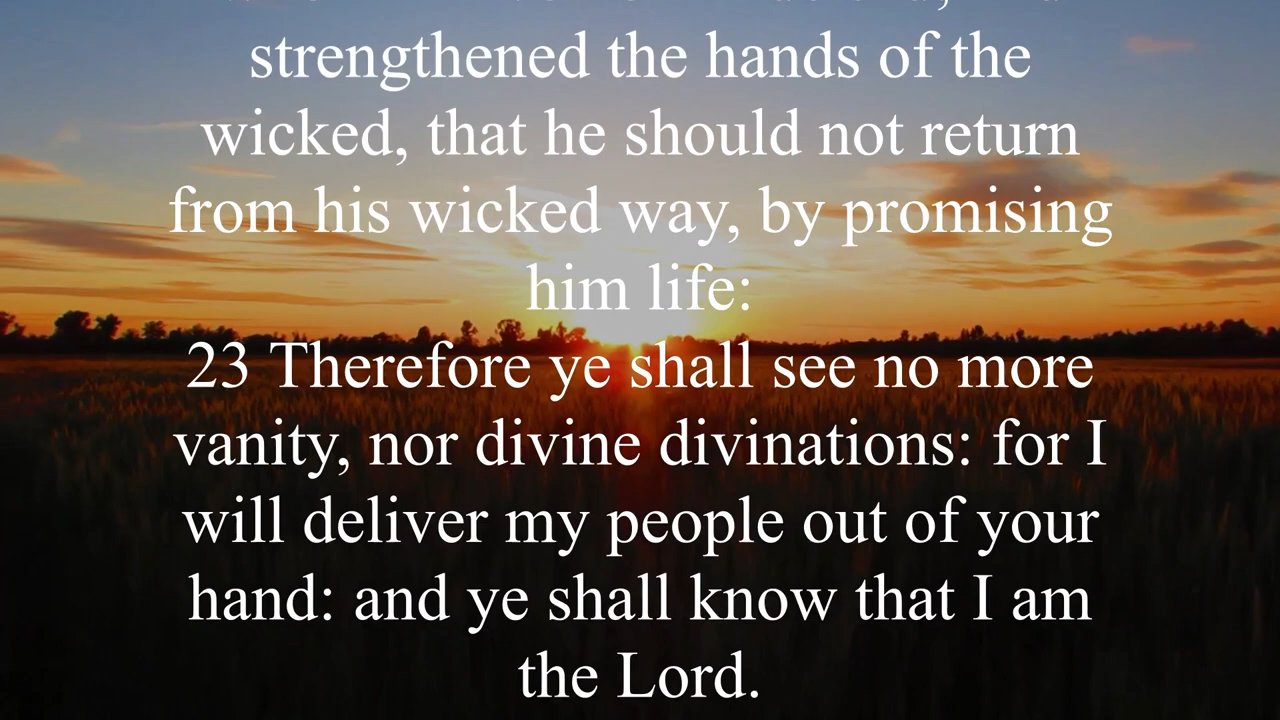 strengthened the hands of the
wicked, that he should not return
from his wicked way, by promising
him life:
23 Therefore ye shall see no more
vanity, nor divine divinations: for I
will deliver my people out of your
hand: and ye shall know that I am
the Lord.